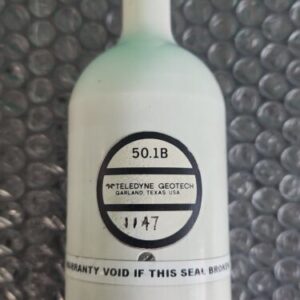 50.1B
TELEDYNE GEOTECH
GARLAND, TEXAS USA
1147
WARRANTY VOID IF THIS SEAL BROKEN